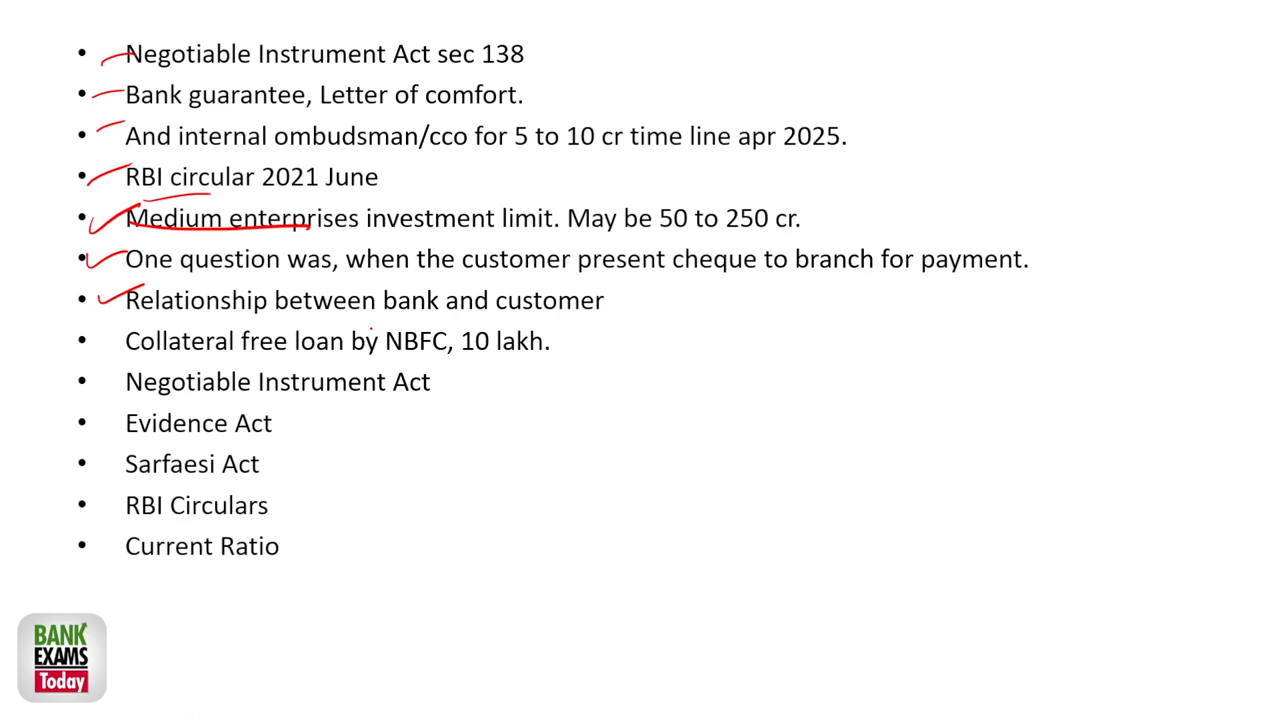 • Negotiable Instrument Act sec 138
• Bank guarantee, Letter of comfort.
• And internal ombudsman/cco for 5 to 10 cr time line apr 2025.
• RBI circular 2021 June
• Medium enterprises investment limit. May be 50 to 250 cr.
• One question was, when the customer present cheque to branch for payment.
• Relationship between bank and customer
• Collateral free loan by NBFC, 10 lakh.
• Negotiable Instrument Act
• Evidence Act
• Sarfaesi Act
• RBI Circulars
• Current Ratio
BANK
EXAMS
Today